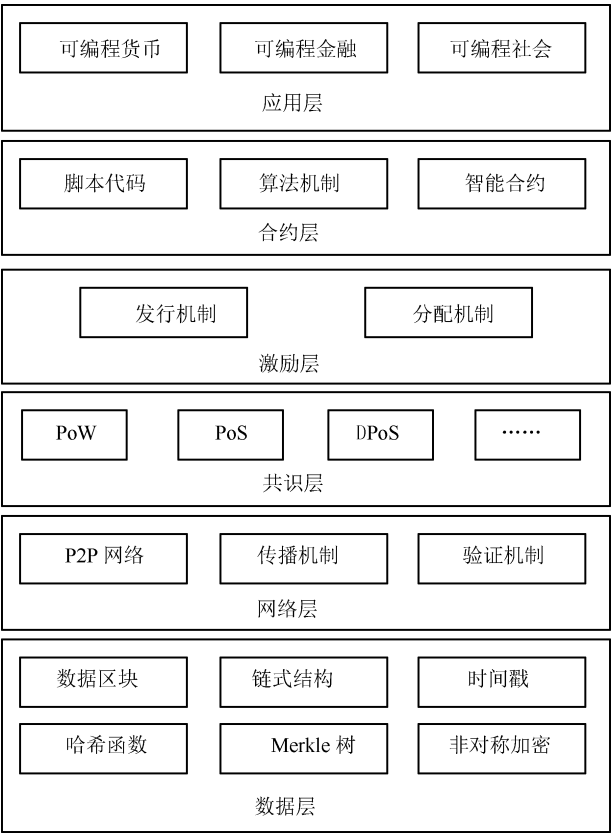 可编程货币 可编程金融 可编程社会
应用层
脚本代码 算法机制 智能合约
合约层
发行机制 分配机制
激励层
PoW PoS DPoS ……
共识层
P2P 网络 传播机制 验证机制
网络层
数据区块 链式结构 时间戳
哈希函数 Merkle 树 非对称加密
数据层